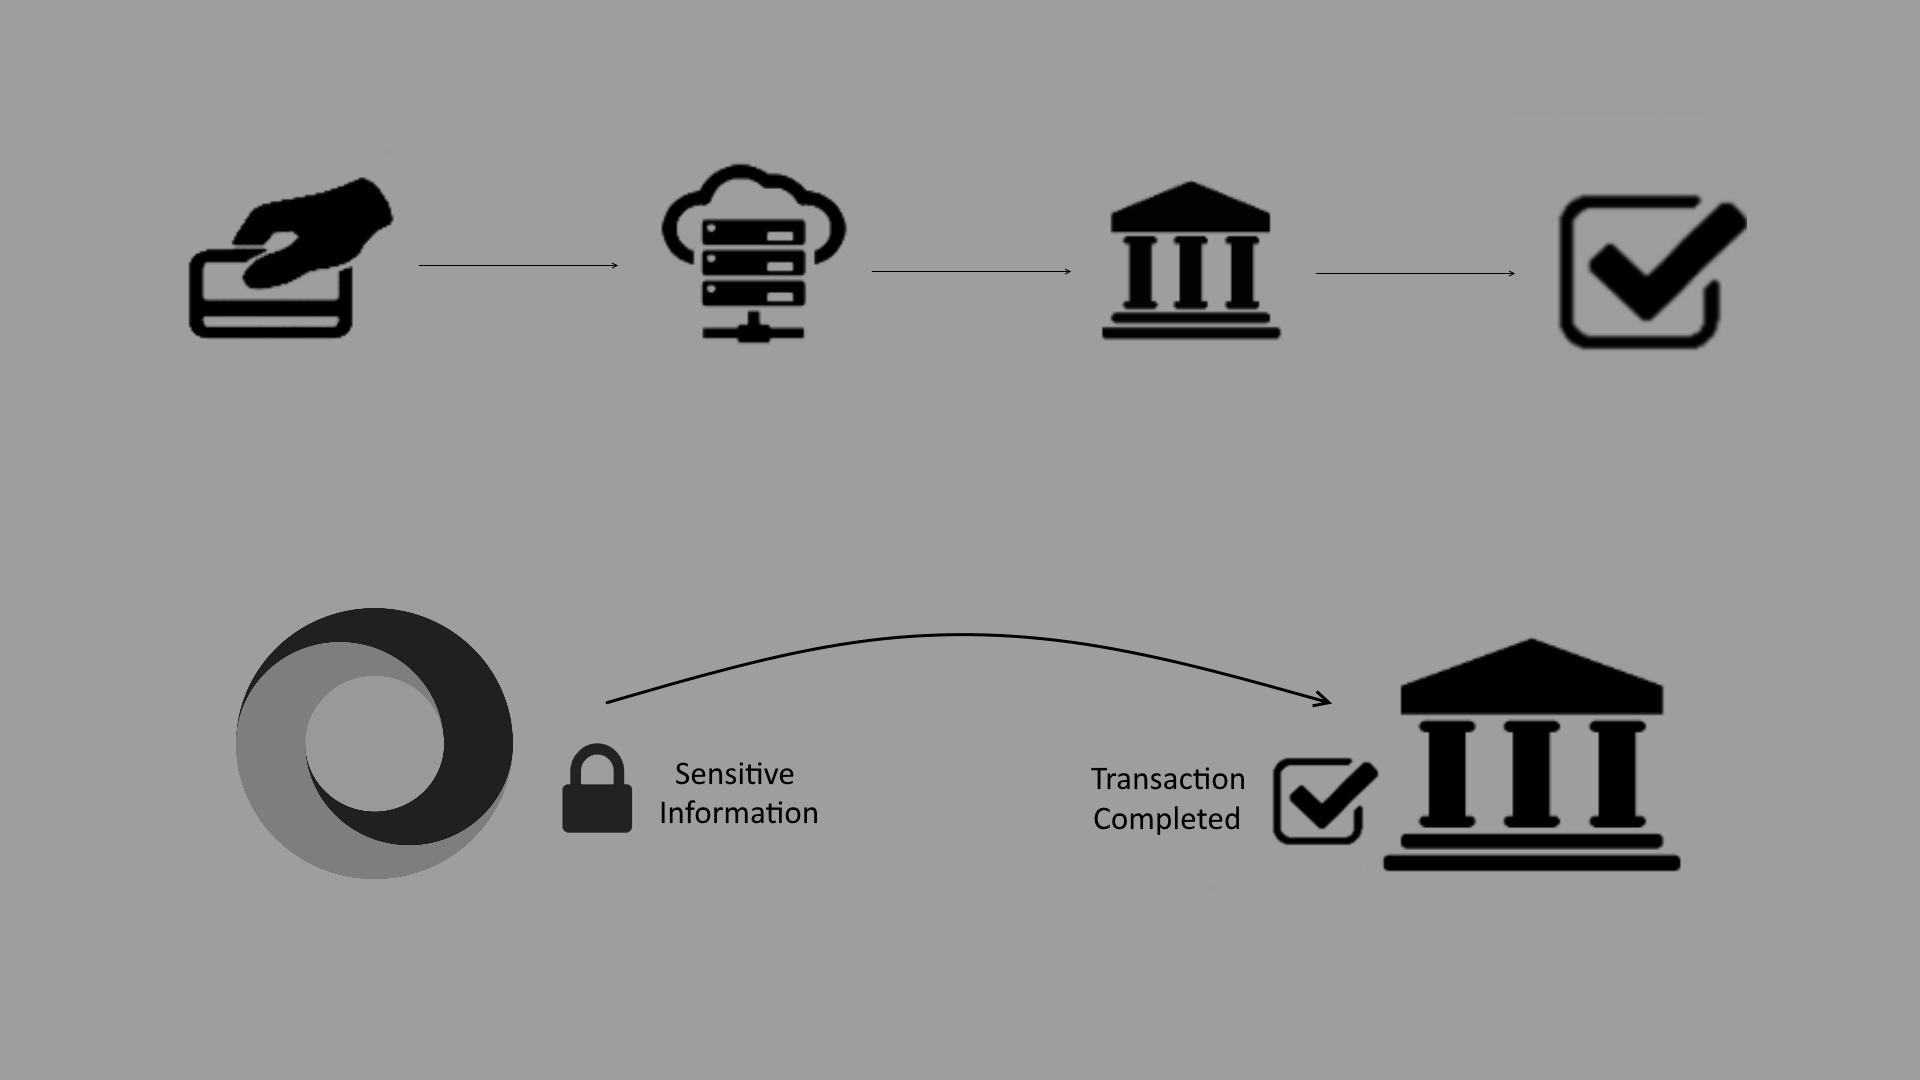 Sensitive
Information
Transaction
Completed